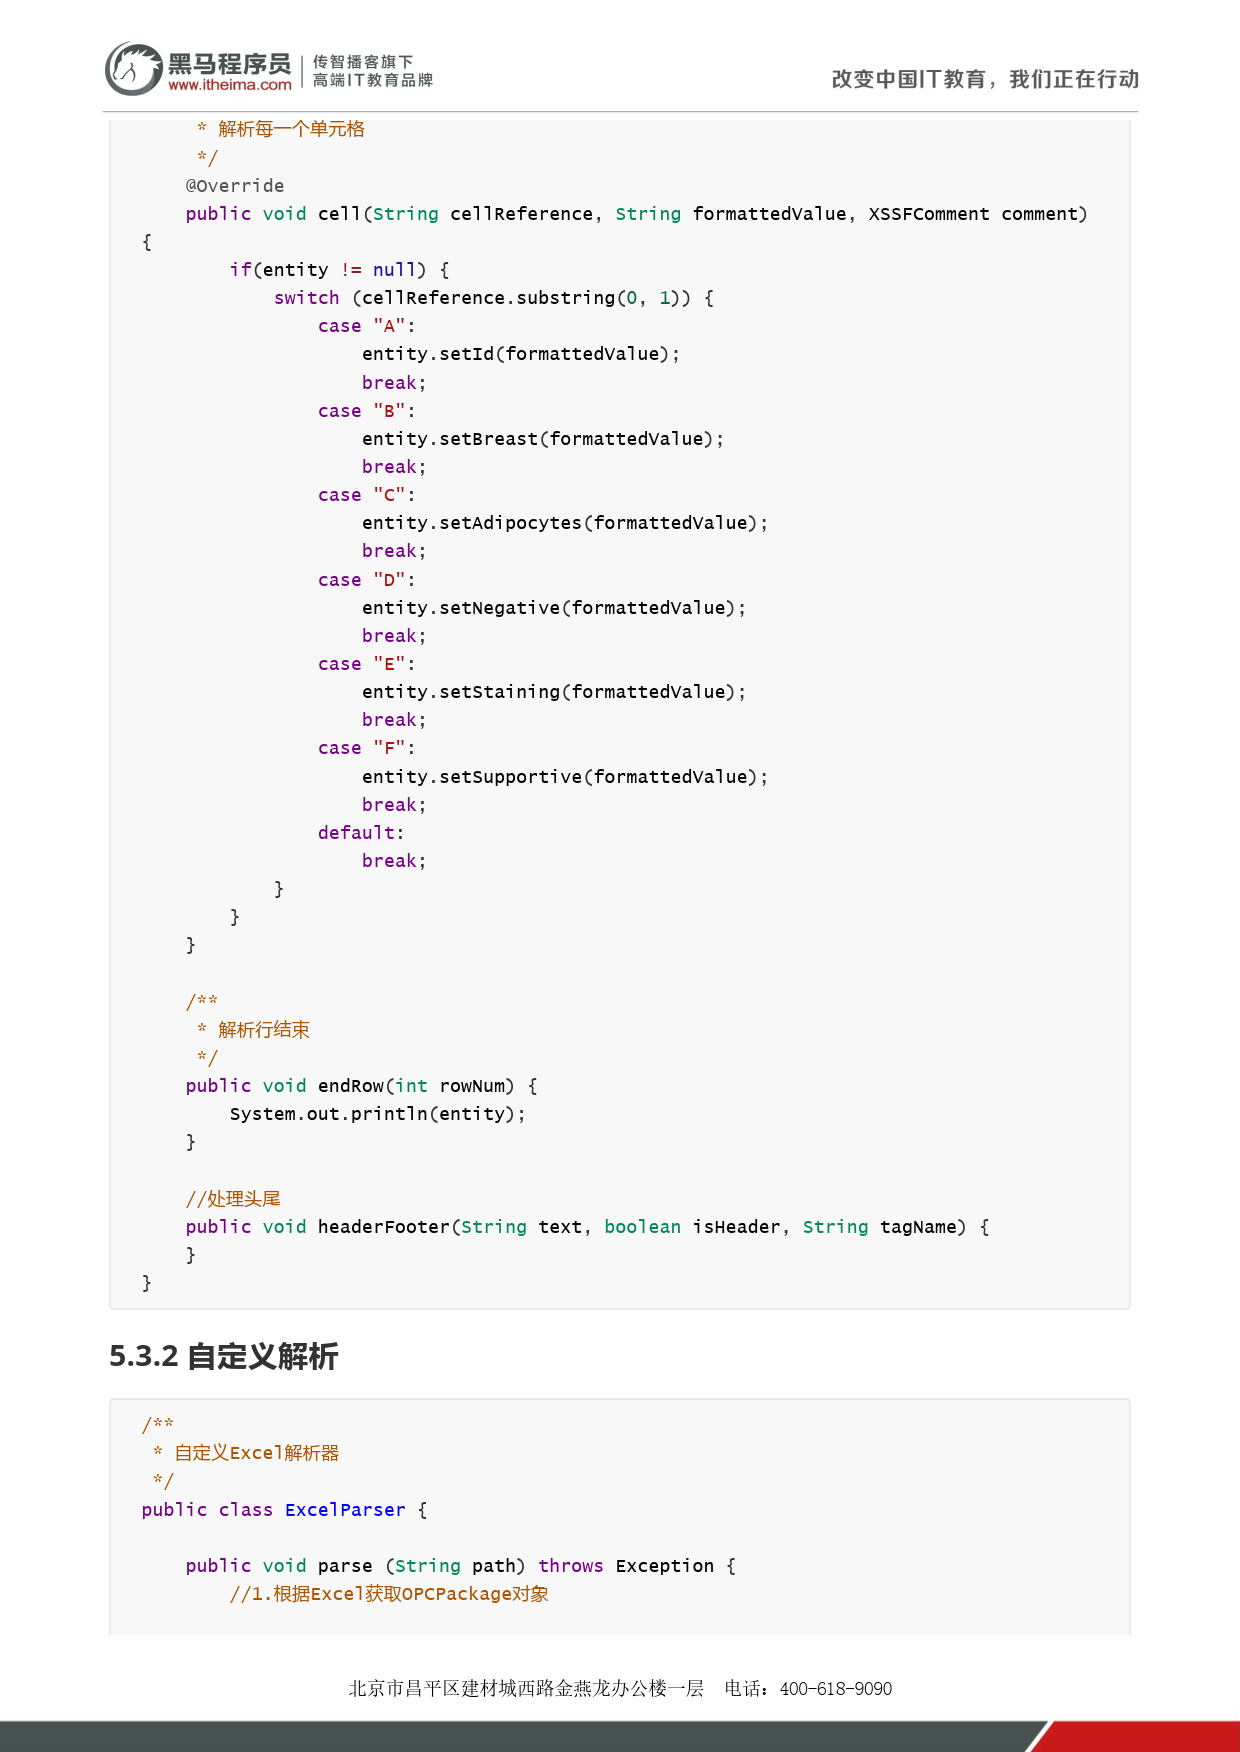 黑马程序员
www.itheima.com
传智播客旗下
高端IT教育品牌
改变中国IT教育，我们正在行动
     * 解析每一个单元格
     */
    @Override
    public void cell(String cellReference, String formattedValue, XSSFComment comment)
{
        if(entity != null) {
            switch (cellReference.substring(0, 1)) {
                case "A":
                    entity.setId(formattedValue);
                    break;
                case "B":
                    entity.setBreast(formattedValue);
                    break;
                case "C":
                    entity.setAdipocytes(formattedValue);
                    break;
                case "D":
                    entity.setNegative(formattedValue);
                    break;
                case "E":
                    entity.setStaining(formattedValue);
                    break;
                case "F":
                    entity.setSupportive(formattedValue);
                    break;
                default:
                    break;
            }
        }
    }
    /**
     * 解析行结束
     */
    public void endRow(int rowNum) {
        System.out.println(entity);
    }
    //处理头尾
    public void headerFooter(String text, boolean isHeader, String tagName) {
    }
}
5.3.2 自定义解析
/**
 * 自定义Excel解析器
 */
public class ExcelParser {
    public void parse (String path) throws Exception {
        //1.根据Excel获取OPCPackage对象
北京市昌平区建材城西路金燕龙办公楼一层 电话：400-618-9090